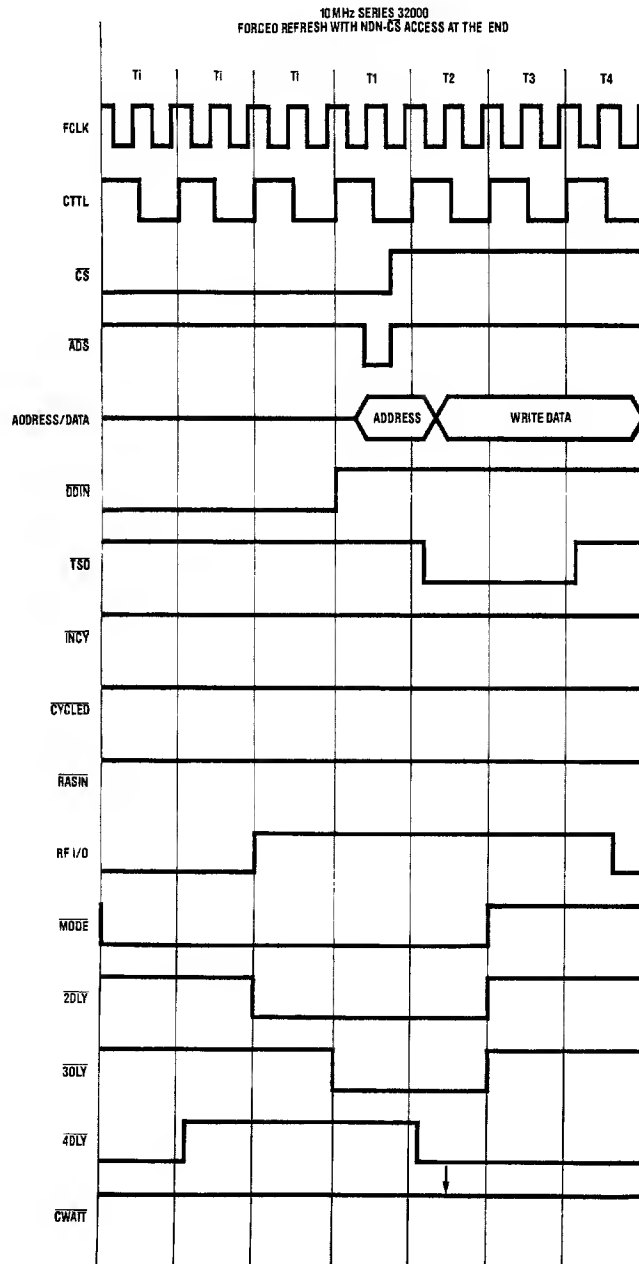 10 MHz SERIES 32000
FORCED REFRESH WITH NON-CS ACCESS AT THE END
Ti Ti Ti T1 T2 T3 T4
FCLK
CTTL
CS
ADS
ADDRESS/DATA ADDRESS WRITE DATA
DDIN
TSO
INCY
CYCLED
RASIN
RF I/O
MODE
2DLY
3DLY
4DLY
CWAIT